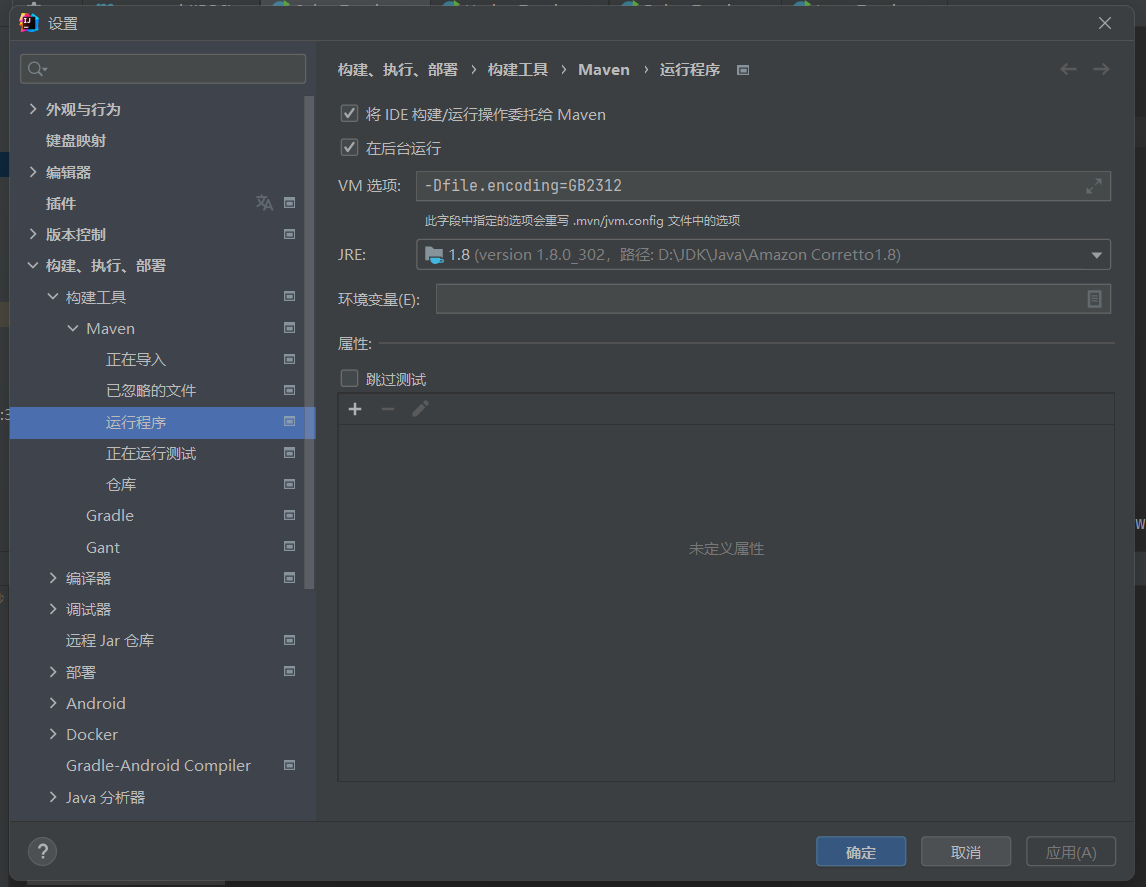 设置
外观与行为
键盘映射
编辑器
插件
版本控制
构建、执行、部署
构建工具
Maven
正在导入
已忽略的文件
运行程序
正在运行测试
仓库
Gradle
Gant
编译器
调试器
远程 Jar 仓库
部署
Android
Docker
Gradle-Android Compiler
Java 分析器
构建、执行、部署 › 构建工具 › Maven › 运行程序
将 IDE 构建/运行操作委托给 Maven
在后台运行
VM 选项: -Dfile.encoding=GB2312
此字段中指定的选项会重写 .mvn/jvm.config 文件中的选项
JRE: 1.8 (version 1.8.0_302，路径: D:\JDK\Java\Amazon Corretto1.8)
环境变量(E):
属性:
跳过测试
未定义属性
? 确定 取消 应用(A)